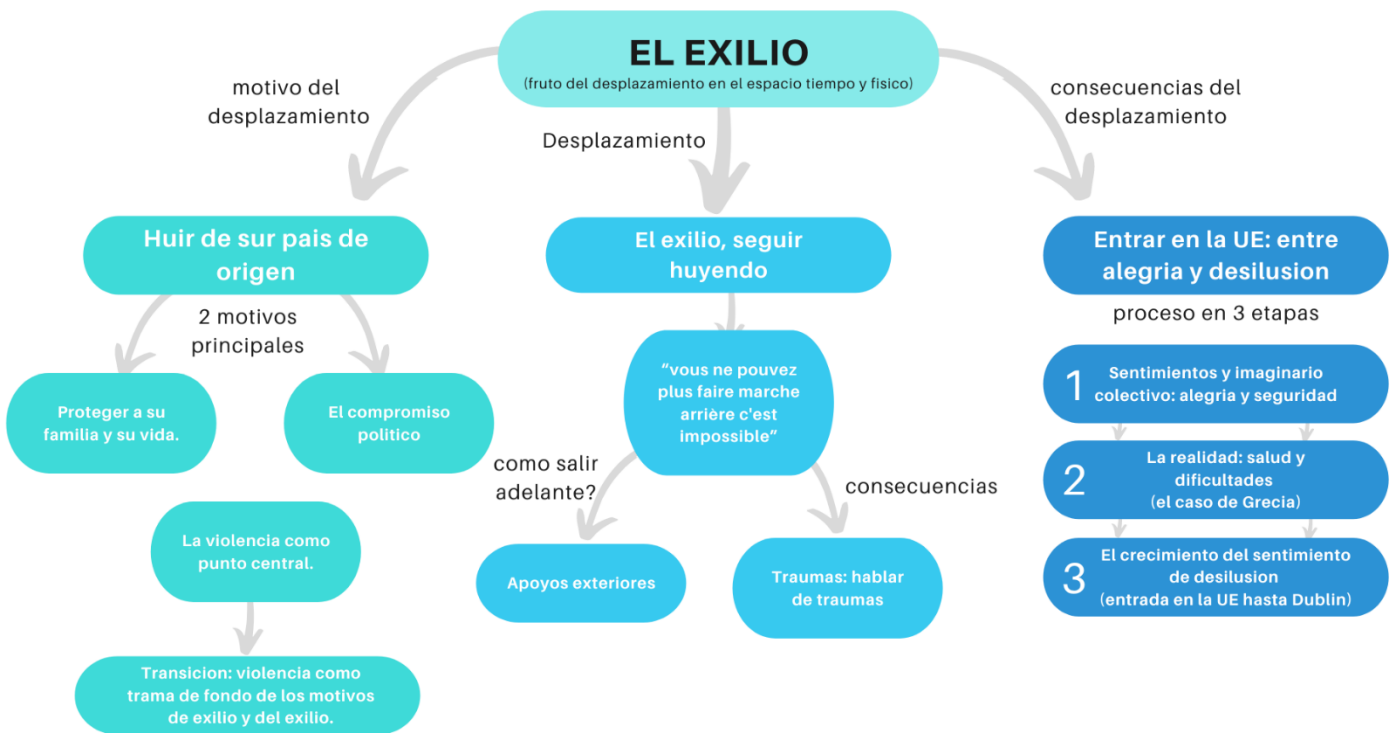 EL EXILIO
(fruto del desplazamiento en el espacio tiempo y fisico)
motivo del
desplazamiento
Desplazamiento
consecuencias del
desplazamiento
Huir de sur pais de
origen
2 motivos
principales
Proteger a su
familia y su vida.
El compromiso
politico
La violencia como
punto central.
Transicion: violencia como
trama de fondo de los motivos
de exilio y del exilio.
El exilio, seguir
huyendo
"vous ne pouvez
plus faire marche
arrière c'est
impossible"
como salir
adelante?
consecuencias
Apoyos exteriores
Traumas: hablar
de traumas
Entrar en la UE: entre
alegria y desilusion
proceso en 3 etapas
1
Sentimientos y imaginario
colectivo: alegria y seguridad
2
La realidad: salud y
dificultades
(el caso de Grecia)
3
El crecimiento del sentimiento
de desilusion
(entrada en la UE hasta Dublin)